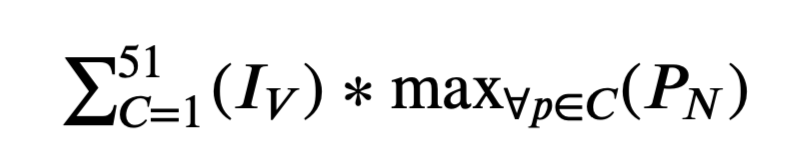 ∑_{C=1}^{51}(I_V) * max_{∀p∈C}(P_N)